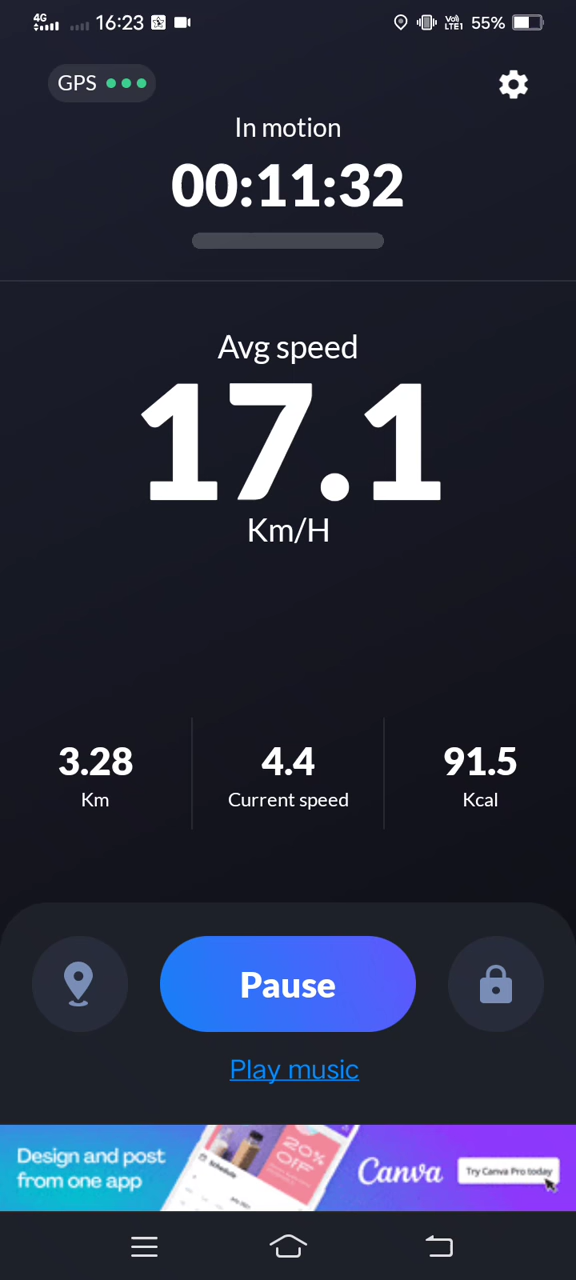 4G 16:23 Vo) LTE1 55%
GPS
In motion
00:11:32
Avg speed
17.1
Km/H
3.28 4.4 91.5
Km Current speed Kcal
Pause
Play music
Design and post
from one app
Schedule
20%
OFF
Canva
Try Canva Pro today